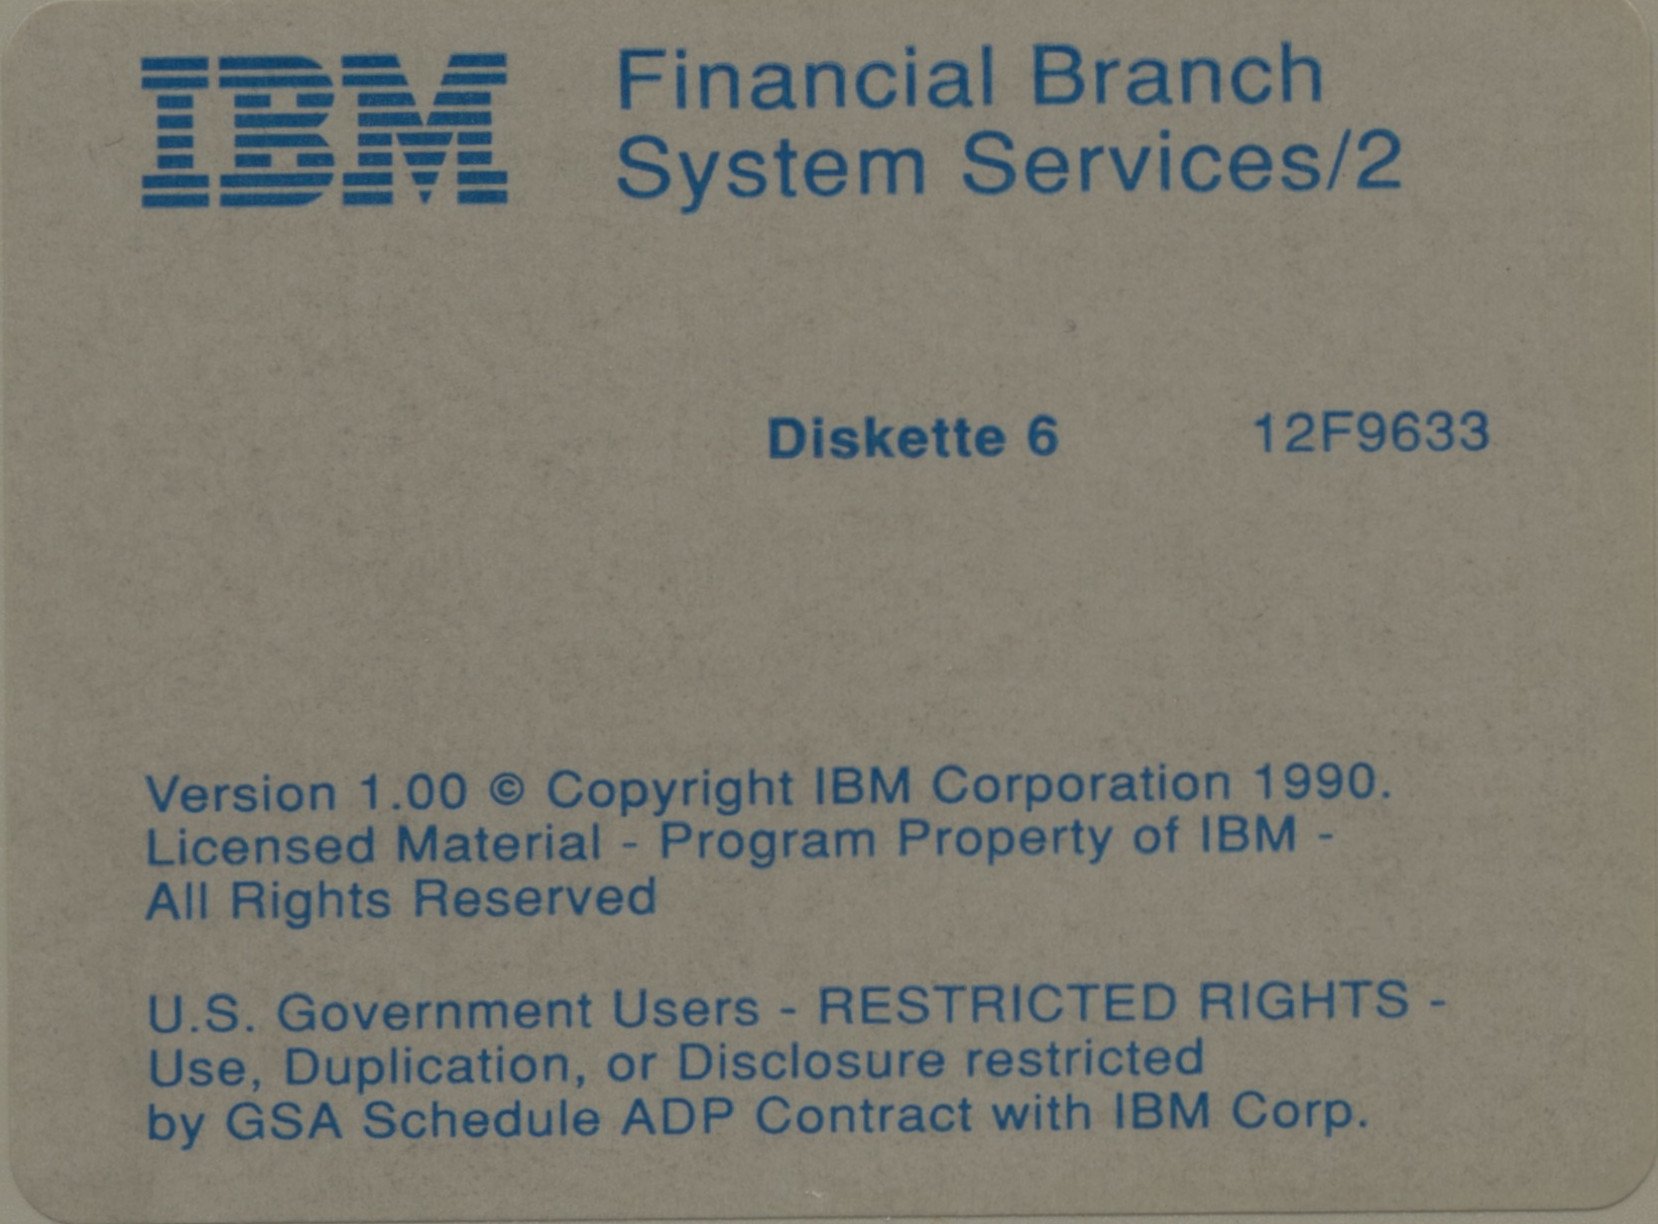 IBM
Financial Branch
System Services/2
Diskette 6 12F9633
Version 1.00 © Copyright IBM Corporation 1990.
Licensed Material - Program Property of IBM -
All Rights Reserved
U.S. Government Users - RESTRICTED RIGHTS -
Use, Duplication, or Disclosure restricted
by GSA Schedule ADP Contract with IBM Corp.